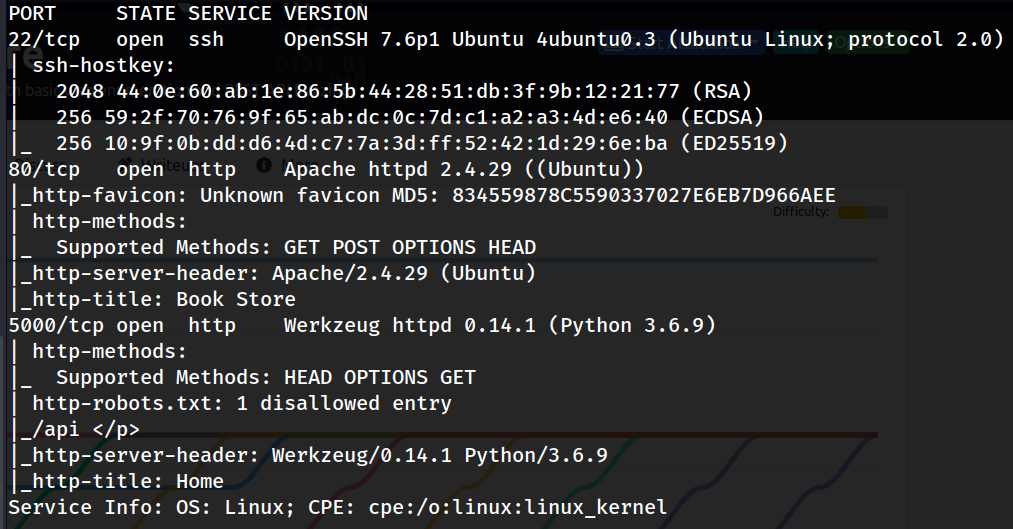 PORT     STATE SERVICE VERSION
22/tcp   open  ssh     OpenSSH 7.6p1 Ubuntu 4ubuntu0.3 (Ubuntu Linux; protocol 2.0)
| ssh-hostkey:
|   2048 44:0e:60:ab:1e:86:5b:44:28:51:db:3f:9b:12:21:77 (RSA)
|   256 59:2f:70:76:9f:65:ab:dc:0c:7d:c1:a2:a3:4d:e6:40 (ECDSA)
|_  256 10:9f:0b:dd:d6:4d:c7:7a:3d:ff:52:42:1d:29:6e:ba (ED25519)
80/tcp   open  http    Apache httpd 2.4.29 ((Ubuntu))
|_http-favicon: Unknown favicon MD5: 834559878C5590337027E6EB7D966AEE
Difficulty:
| http-methods:
|_  Supported Methods: GET POST OPTIONS HEAD
|_http-server-header: Apache/2.4.29 (Ubuntu)
|_http-title: Book Store
5000/tcp open  http    Werkzeug httpd 0.14.1 (Python 3.6.9)
| http-methods:
|_  Supported Methods: HEAD OPTIONS GET
| http-robots.txt: 1 disallowed entry
|_/api </p>
|_http-server-header: Werkzeug/0.14.1 Python/3.6.9
|_http-title: Home
Service Info: OS: Linux; CPE: cpe:/o:linux:linux_kernel